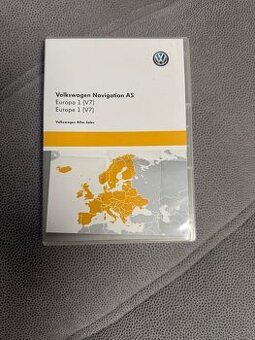 Volkswagen Navigation AS
Europa 1 (V7)
Europe 1 (V7)
Volkswagen After Sales